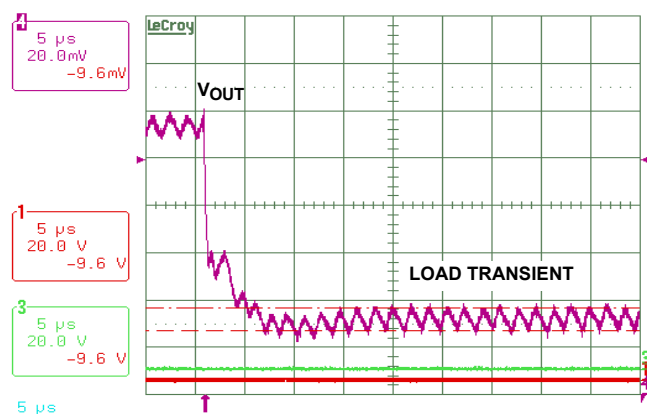 4
5 µs
20.0mV
-9.6mV
LeCroy
VOUT
1
5 µs
20.0 V
-9.6 V
LOAD TRANSIENT
3
5 µs
20.0 V
-9.6 V
5 µs